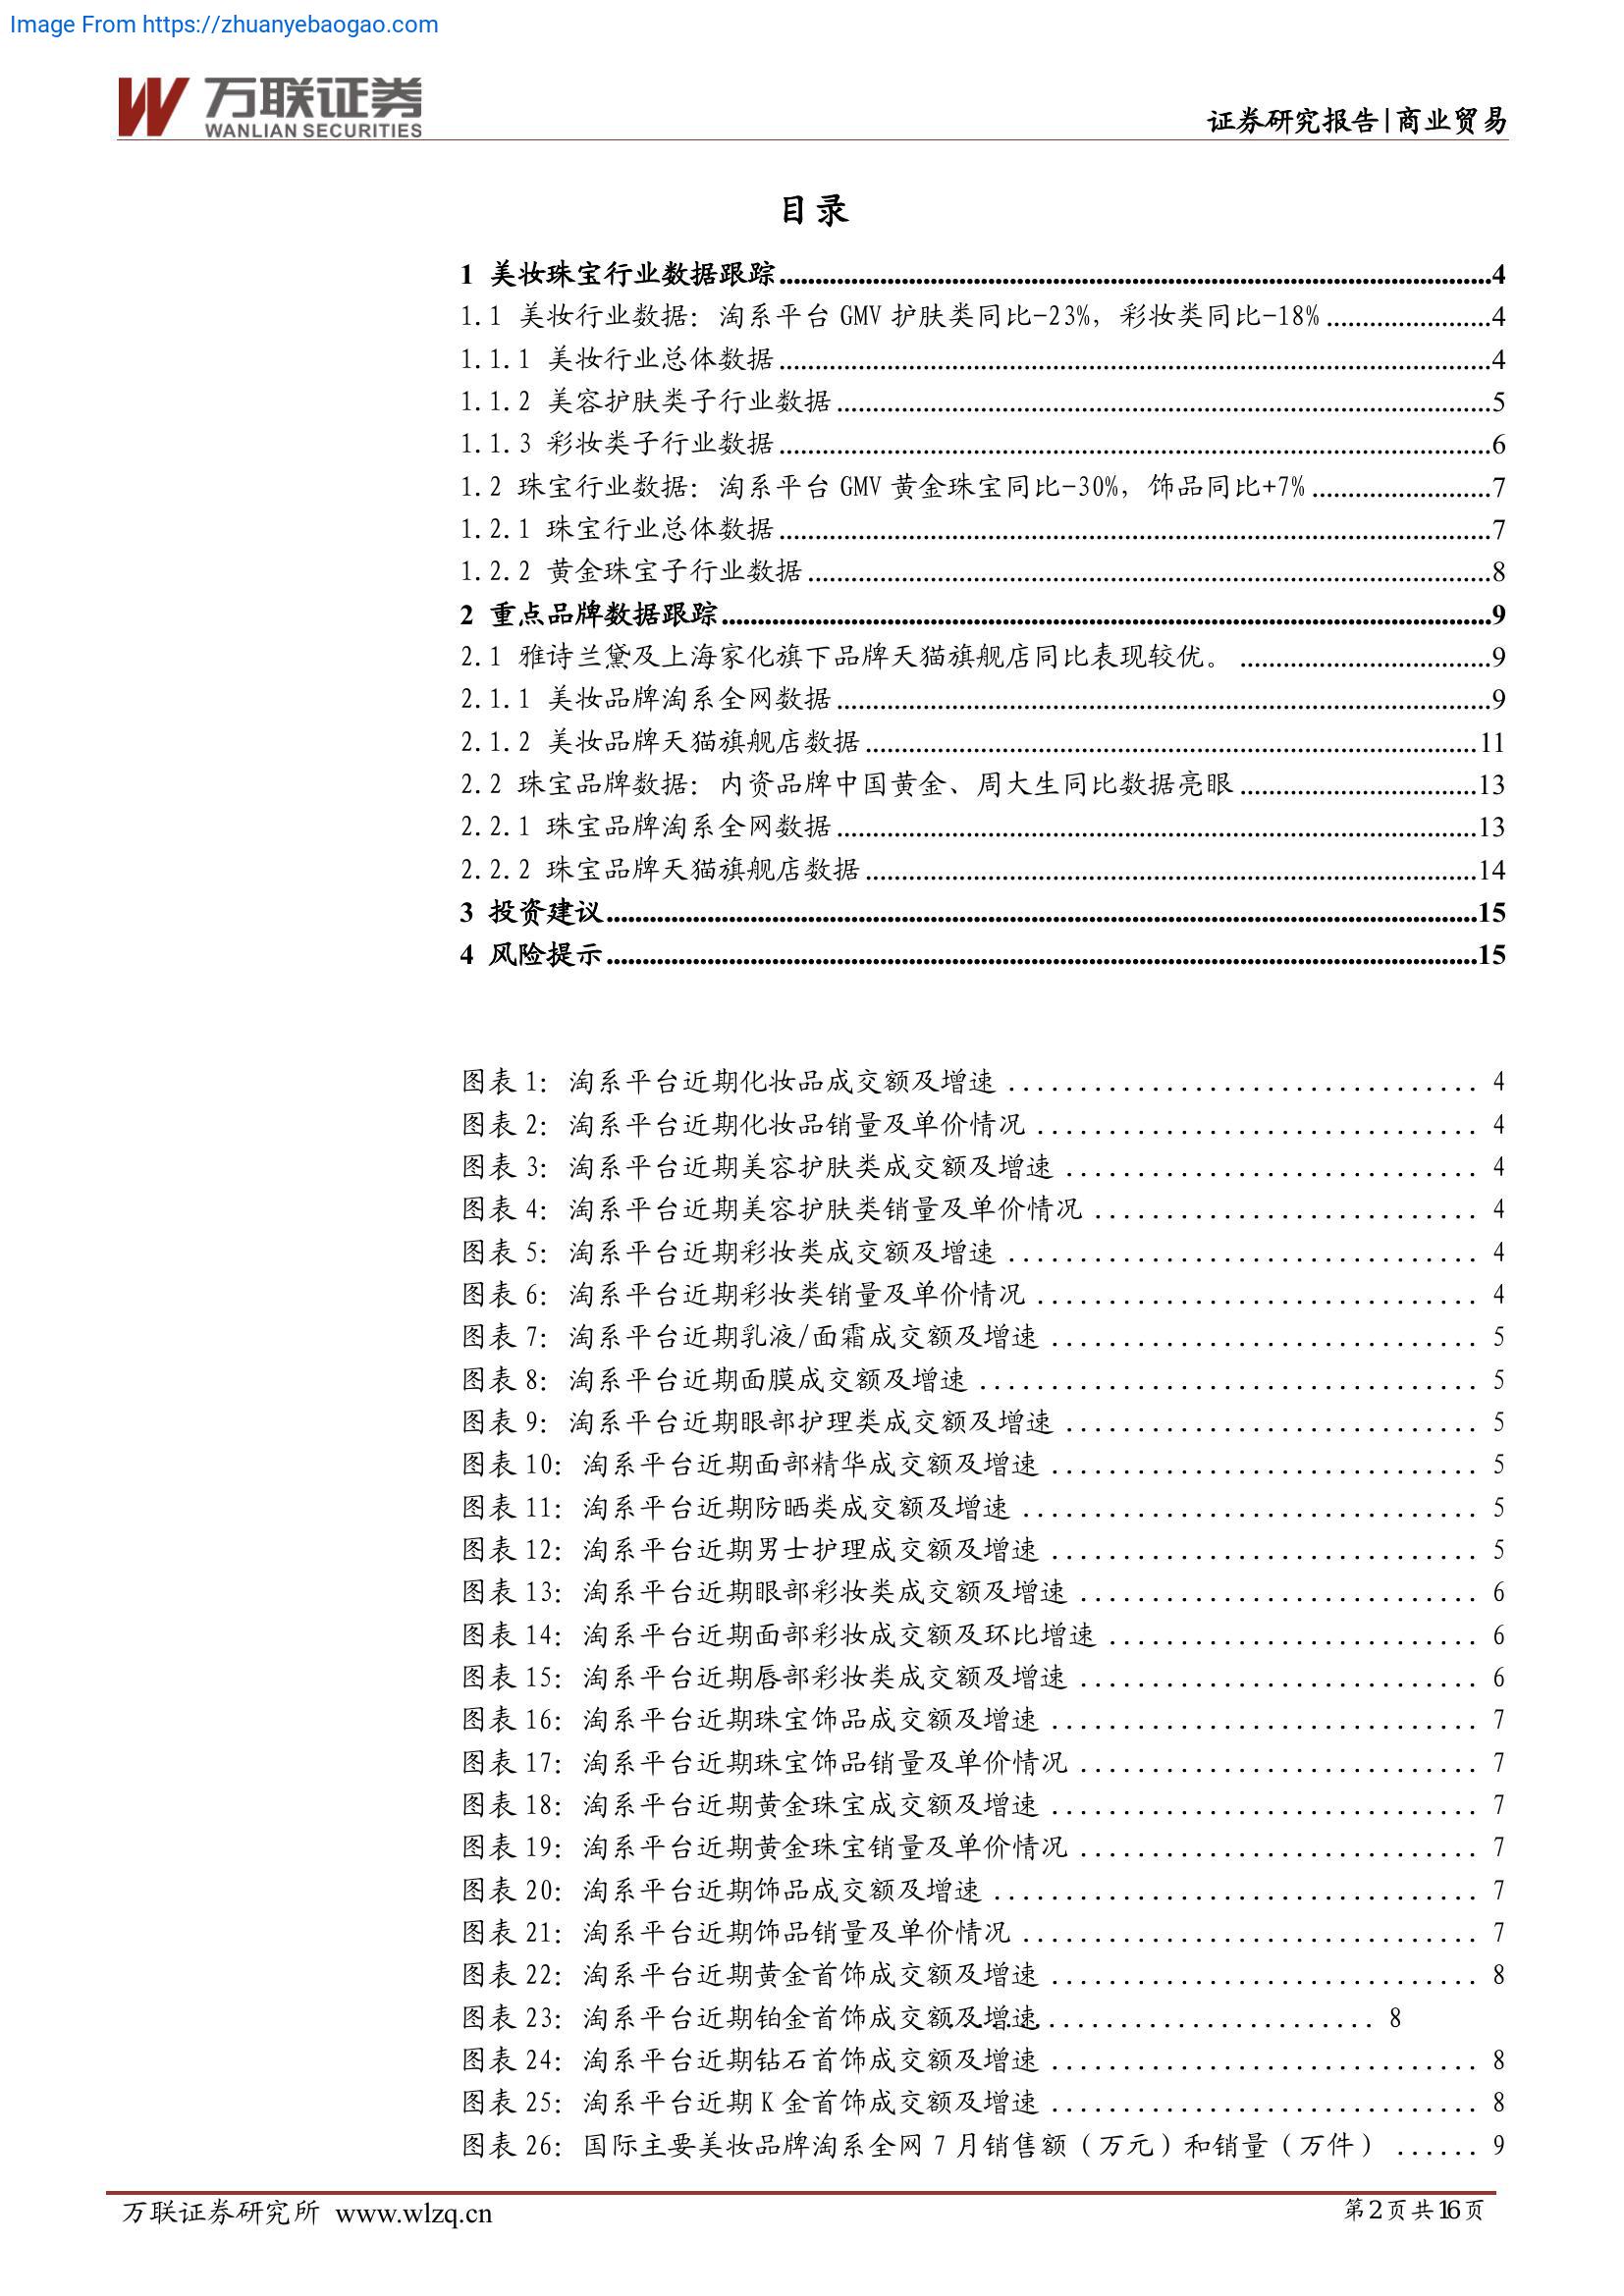 Image From https://zhuanyebaogao.com
万联证券
WANLIAN SECURITIES
证券研究报告|商业贸易
目录
1 美妆珠宝行业数据跟踪....................4
1.1 美妆行业数据：淘系平台 GMV 护肤类同比-23%，彩妆类同比-18%....................4
1.1.1 美妆行业总体数据....................4
1.1.2 美容护肤类子行业数据....................5
1.1.3 彩妆类子行业数据....................6
1.2 珠宝行业数据：淘系平台 GMV 黄金珠宝同比-30%，饰品同比+7%....................7
1.2.1 珠宝行业总体数据....................7
1.2.2 黄金珠宝子行业数据....................8
2 重点品牌数据跟踪....................9
2.1 雅诗兰黛及上海家化旗下品牌天猫旗舰店同比表现较优。....................9
2.1.1 美妆品牌淘系全网数据....................9
2.1.2 美妆品牌天猫旗舰店数据....................11
2.2 珠宝品牌数据：内资品牌中国黄金、周大生同比数据亮眼....................13
2.2.1 珠宝品牌淘系全网数据....................13
2.2.2 珠宝品牌天猫旗舰店数据....................14
3 投资建议....................15
4 风险提示....................15
图表 1：淘系平台近期化妆品成交额及增速.................... 4
图表 2：淘系平台近期化妆品销量及单价情况.................... 4
图表 3：淘系平台近期美容护肤类成交额及增速.................... 4
图表 4：淘系平台近期美容护肤类销量及单价情况.................... 4
图表 5：淘系平台近期彩妆类成交额及增速.................... 4
图表 6：淘系平台近期彩妆类销量及单价情况.................... 4
图表 7：淘系平台近期乳液/面霜成交额及增速.................... 5
图表 8：淘系平台近期面膜成交额及增速.................... 5
图表 9：淘系平台近期眼部护理类成交额及增速.................... 5
图表 10：淘系平台近期面部精华成交额及增速.................... 5
图表 11：淘系平台近期防晒类成交额及增速.................... 5
图表 12：淘系平台近期男士护理成交额及增速.................... 5
图表 13：淘系平台近期眼部彩妆类成交额及增速.................... 6
图表 14：淘系平台近期面部彩妆成交额及环比增速.................... 6
图表 15：淘系平台近期唇部彩妆类成交额及增速.................... 6
图表 16：淘系平台近期珠宝饰品成交额及增速.................... 7
图表 17：淘系平台近期珠宝饰品销量及单价情况.................... 7
图表 18：淘系平台近期黄金珠宝成交额及增速.................... 7
图表 19：淘系平台近期黄金珠宝销量及单价情况.................... 7
图表 20：淘系平台近期饰品成交额及增速.................... 7
图表 21：淘系平台近期饰品销量及单价情况.................... 7
图表 22：淘系平台近期黄金首饰成交额及增速.................... 8
图表 23：淘系平台近期铂金首饰成交额及增速.................... 8
图表 24：淘系平台近期钻石首饰成交额及增速.................... 8
图表 25：淘系平台近期 K 金首饰成交额及增速.................... 8
图表 26：国际主要美妆品牌淘系全网 7 月销售额（万元）和销量（万件）...... 9
万联证券研究所 www.wlzq.cn
第2页共16页